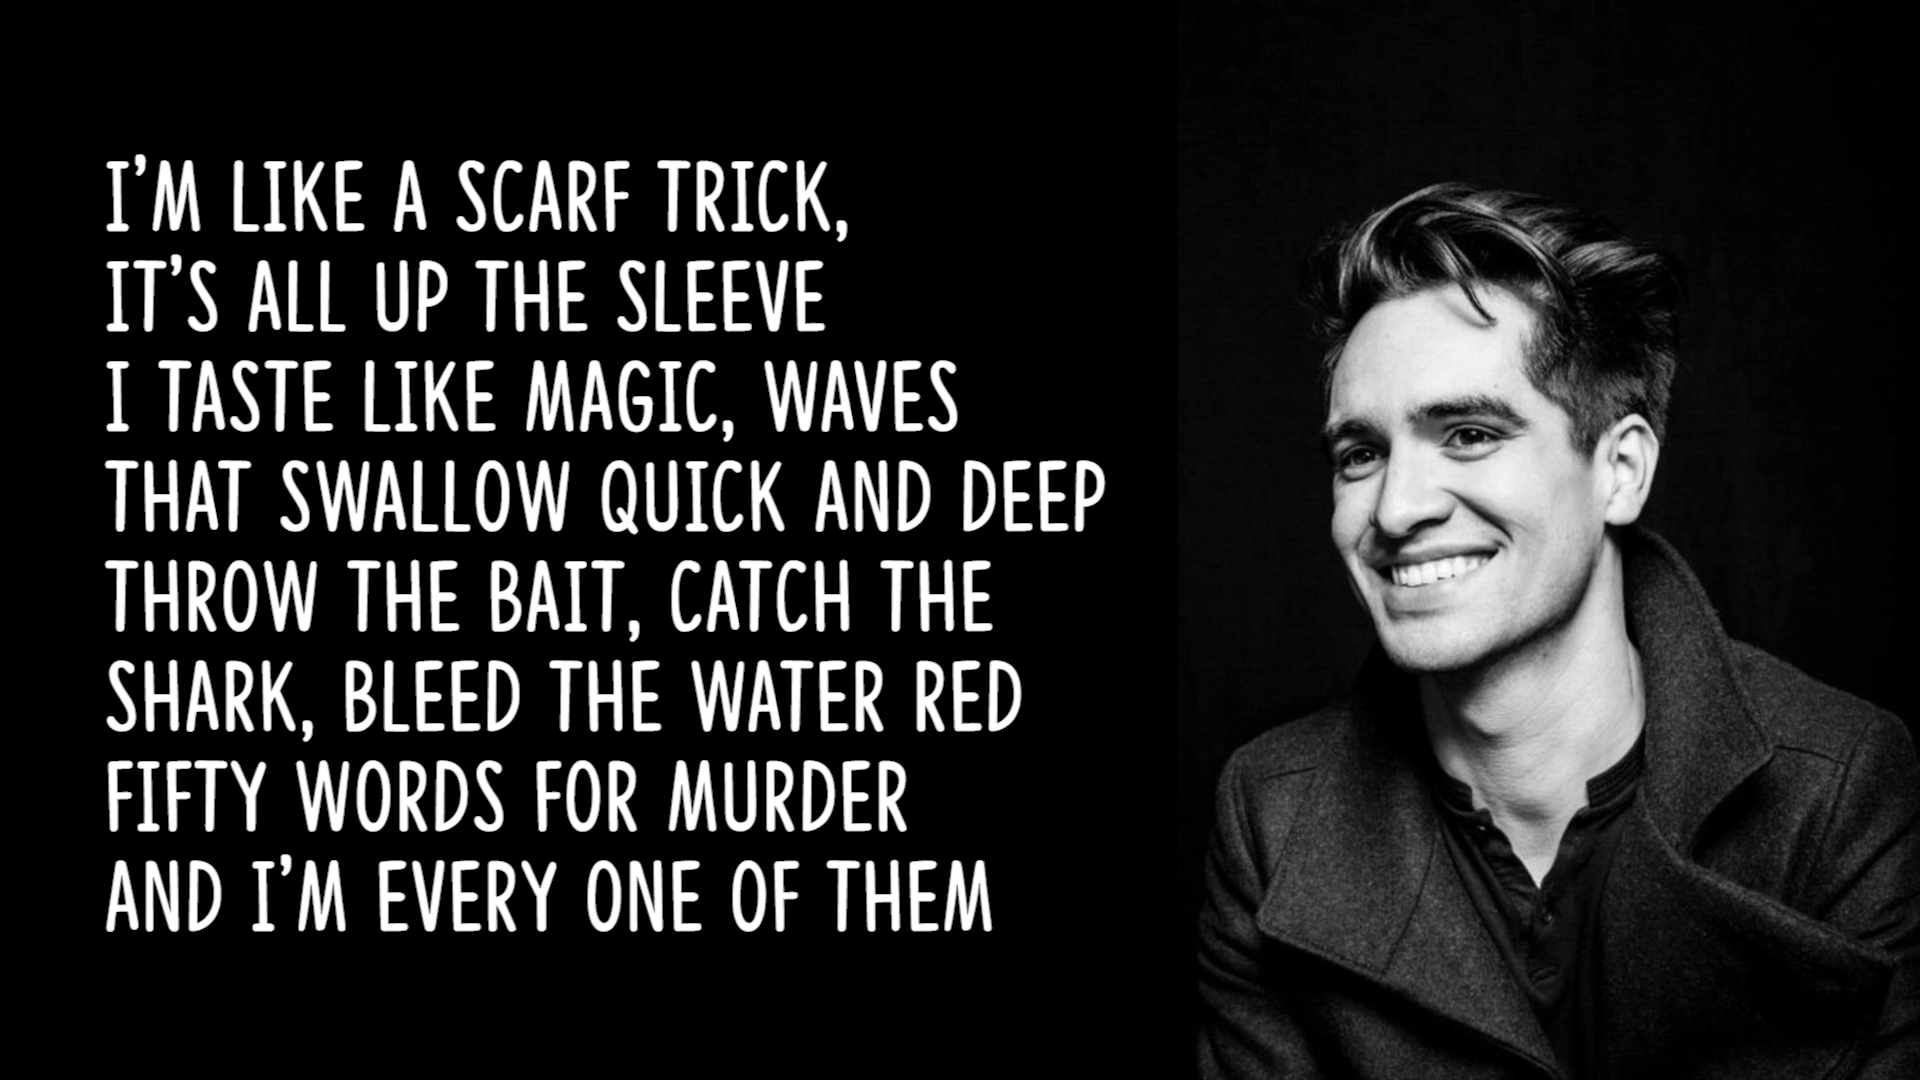 I'M LIKE A SCARF TRICK,
IT'S ALL UP THE SLEEVE
I TASTE LIKE MAGIC, WAVES
THAT SWALLOW QUICK AND DEEP
THROW THE BAIT, CATCH THE
SHARK, BLEED THE WATER RED
FIFTY WORDS FOR MURDER
AND I'M EVERY ONE OF THEM